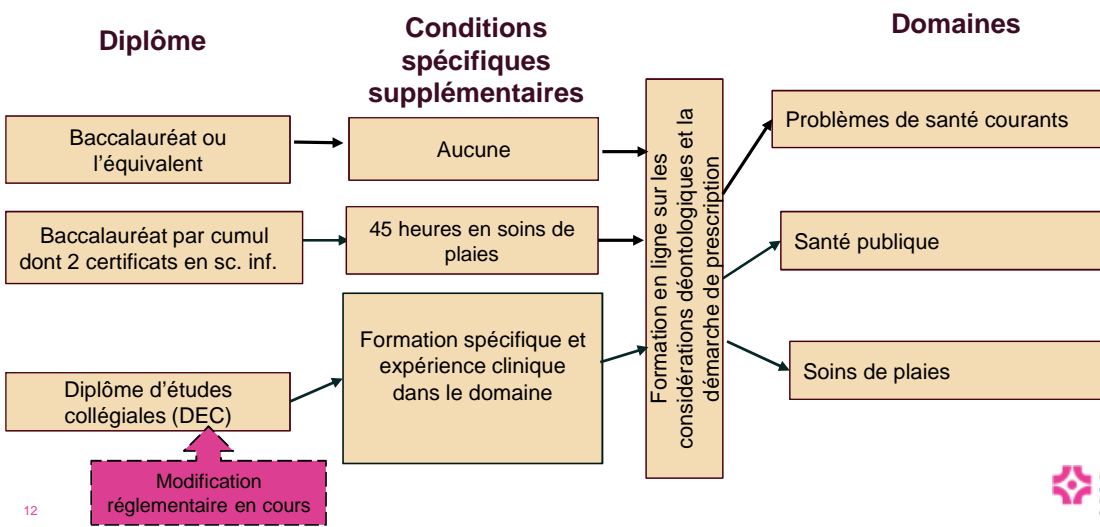 Diplôme
Conditions
spécifiques
supplémentaires
Domaines
Baccalauréat ou
l'équivalent
Aucune
Baccalauréat par cumul
dont 2 certificats en sc. inf.
45 heures en soins de
plaies
Diplôme d'études
collégiales (DEC)
Formation spécifique et
expérience clinique
dans le domaine
Modification
réglementaire en cours
Formation en ligne sur les
considérations déontologiques et la
démarche de prescription
Problèmes de santé courants
Santé publique
Soins de plaies
12